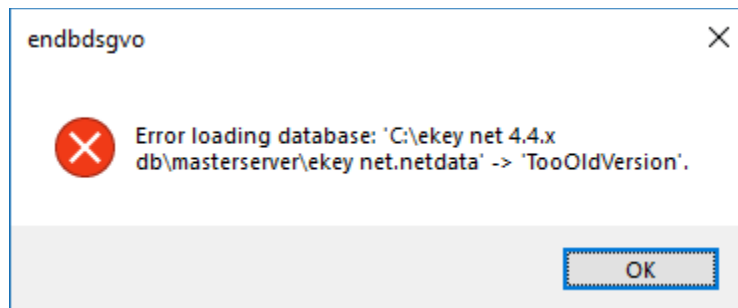 endbdsgvo
Error loading database: 'C:\ekey net 4.4.x
db\masterserver\ekey net.netdata' -> 'TooOldVersion'.
OK